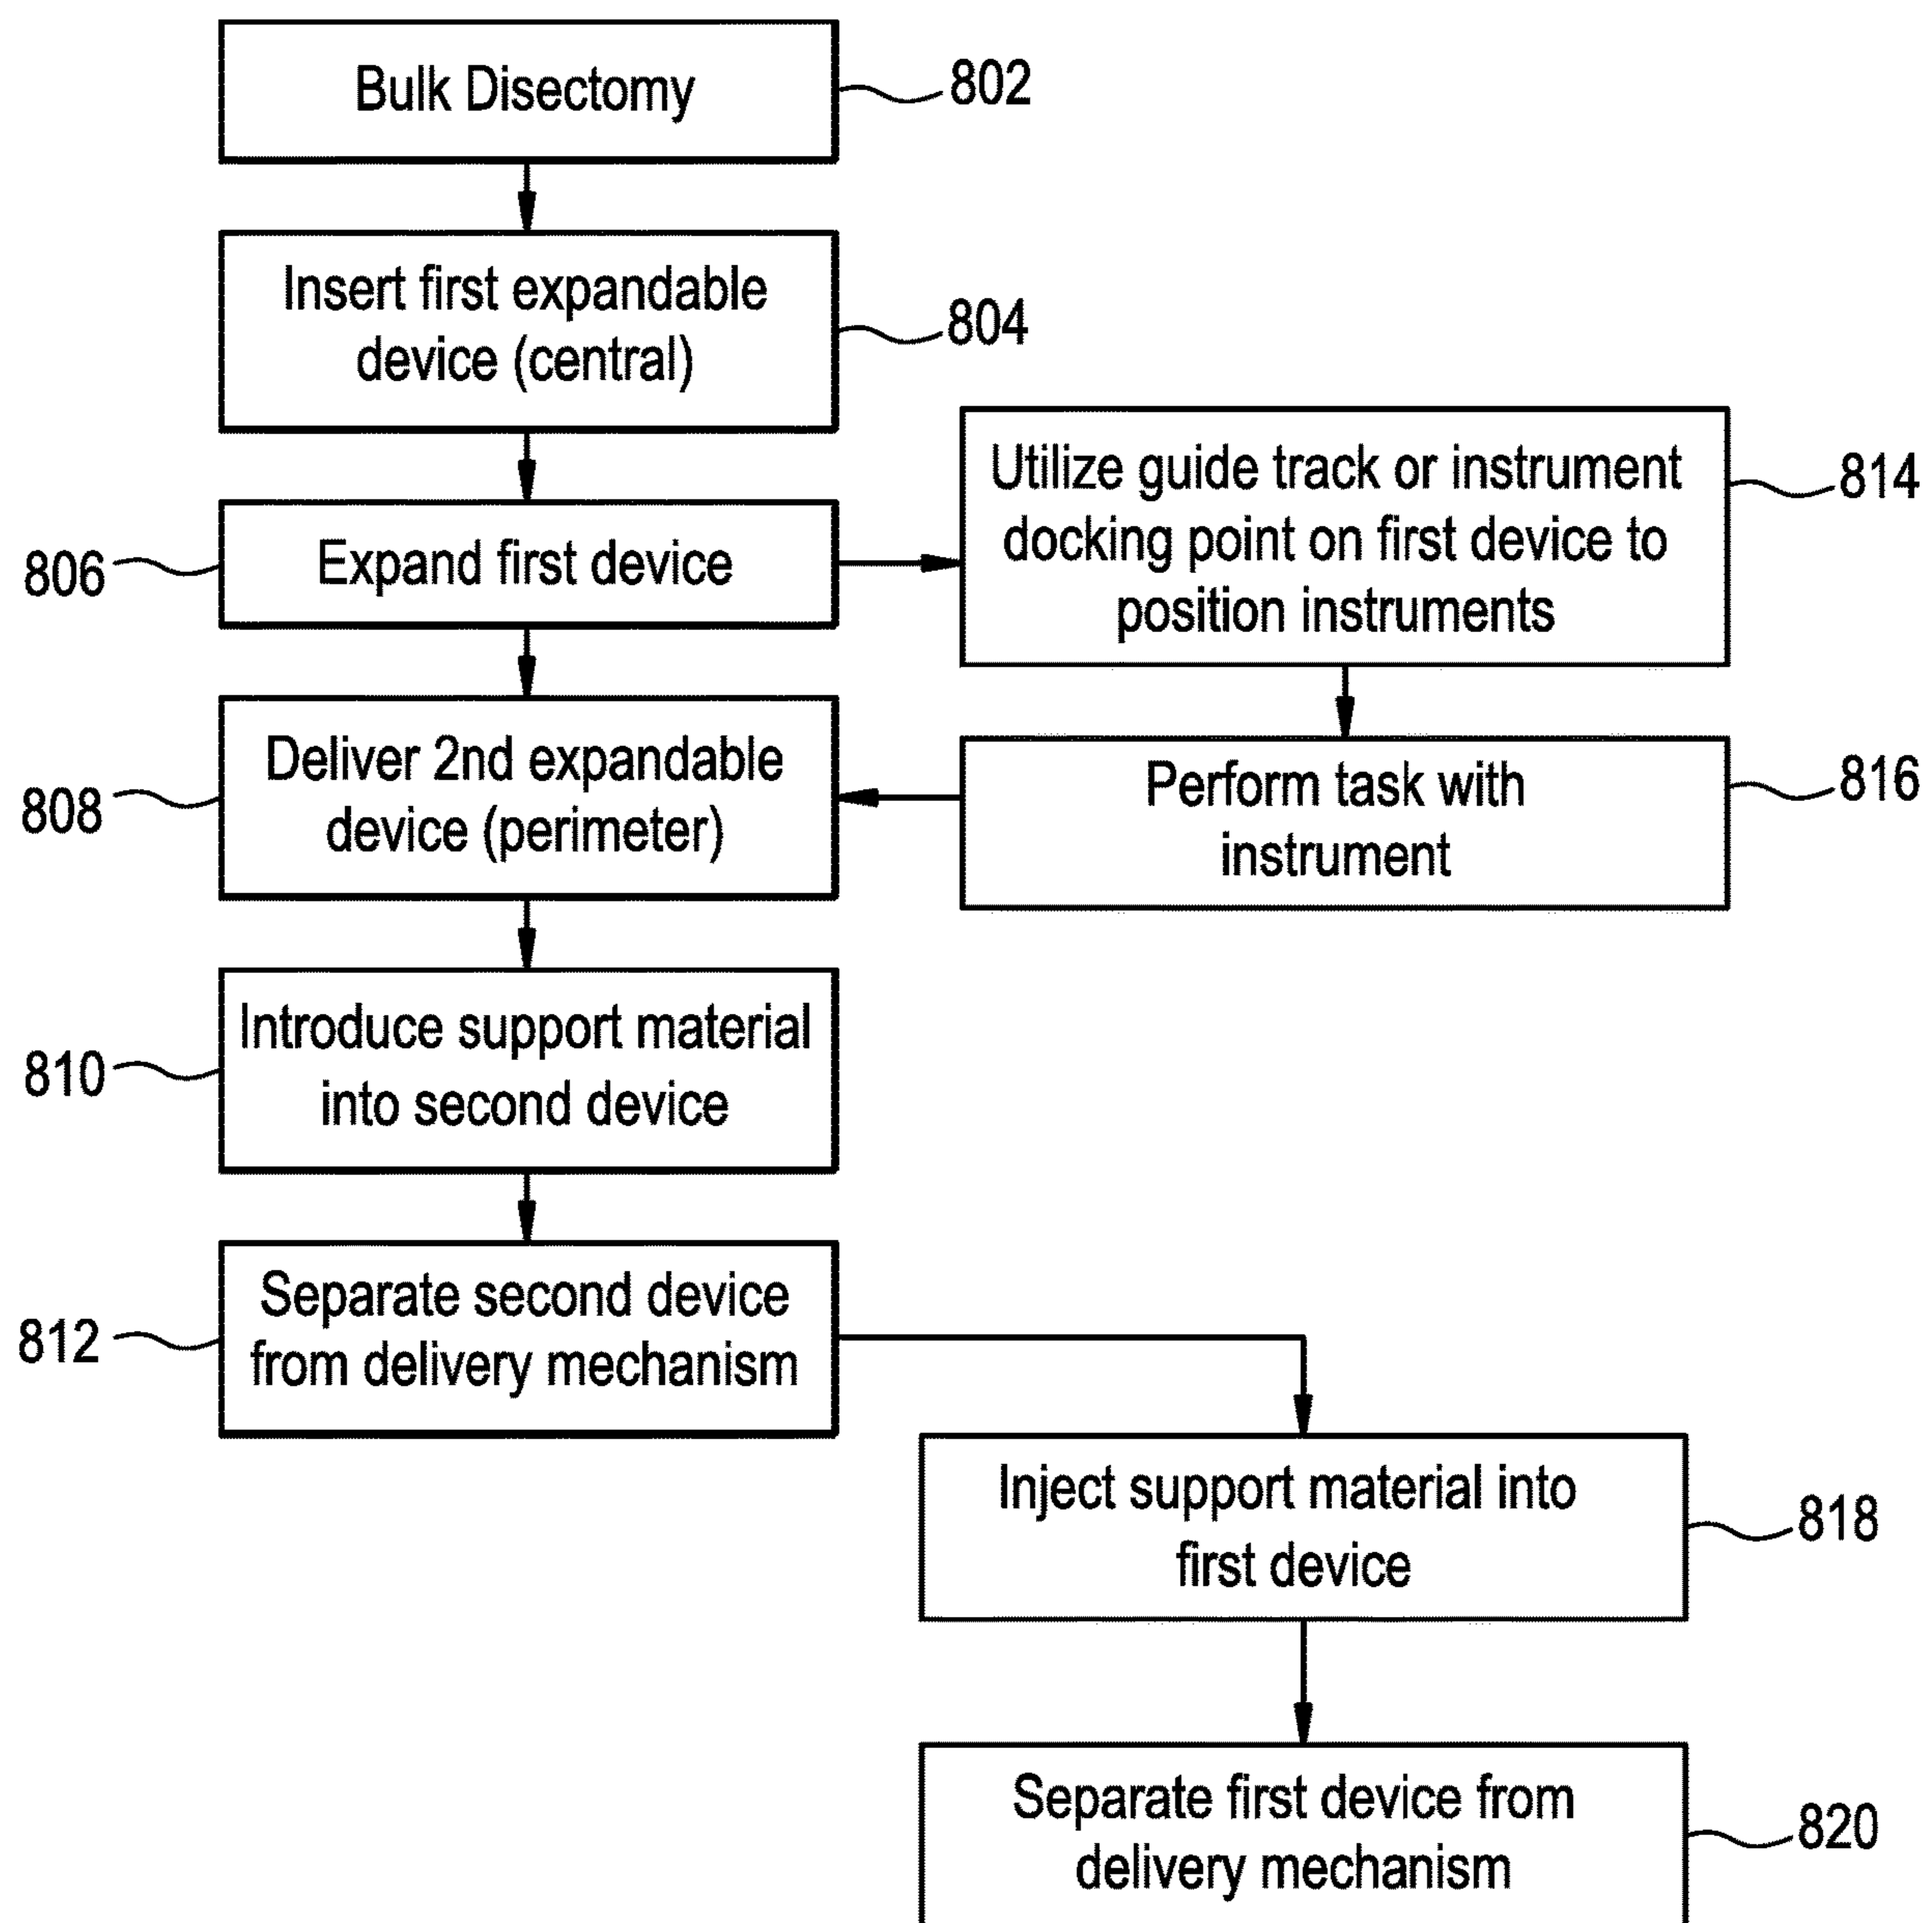 Bulk Disectomy
802
Insert first expandable
device (central)
804
Expand first device
806
Utilize guide track or instrument
docking point on first device to
position instruments
814
Deliver 2nd expandable
device (perimeter)
808
Perform task with
instrument
816
Introduce support material
into second device
810
Separate second device
from delivery mechanism
812
Inject support material into
first device
818
Separate first device from
delivery mechanism
820